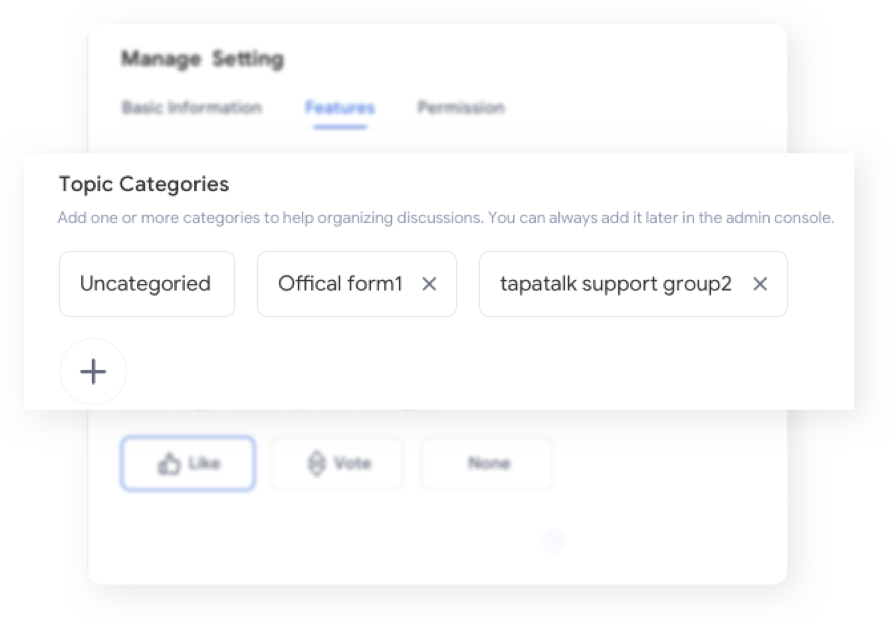 Manage Setting
Basic Information Features Permission
Topic Categories
Add one or more categories to help organizing discussions. You can always add it later in the admin console.
Uncategoried Offical form1 × tapatalk support group2 ×
+
Like Vote None